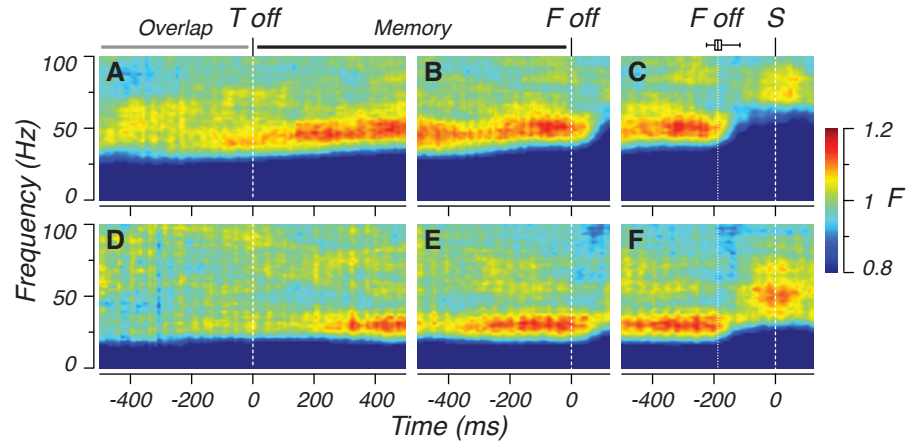 T off F off F off S
Overlap Memory
A B C
100
50
0
Frequency (Hz)
1.2
1 F
0.8
D E F
100
50
0
-400 -200 0 200 400 -400 -200 0 -400 -200 0
Time (ms)